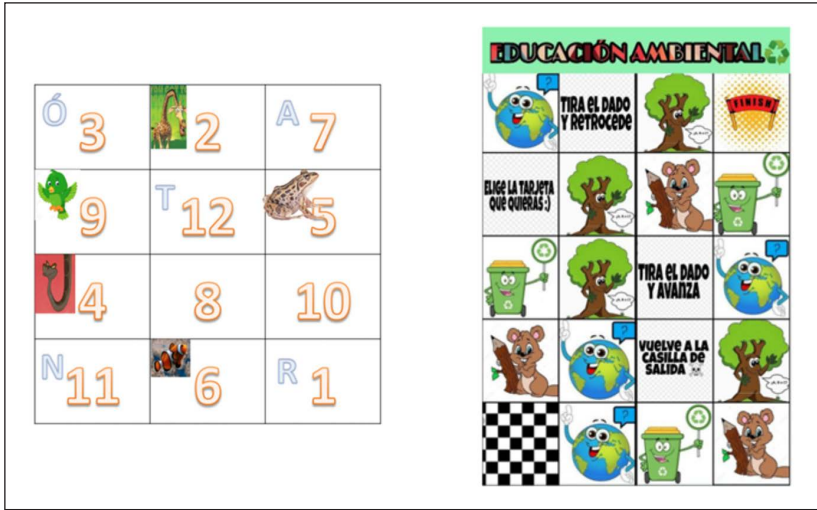 Ó 3
2
A 7
9
T 12
5
4
8
10
N 11
6
R 1
EDUCACIÓN AMBIENTAL
?
TIRA EL DADO
Y RETROCEDE
FINISH
ELIGE LA TARJETA
QUE QUIERAS :)
TIRA EL DADO
Y AVANZA
?
?
VUELVE A LA
CASILLA DE
SALIDA
?